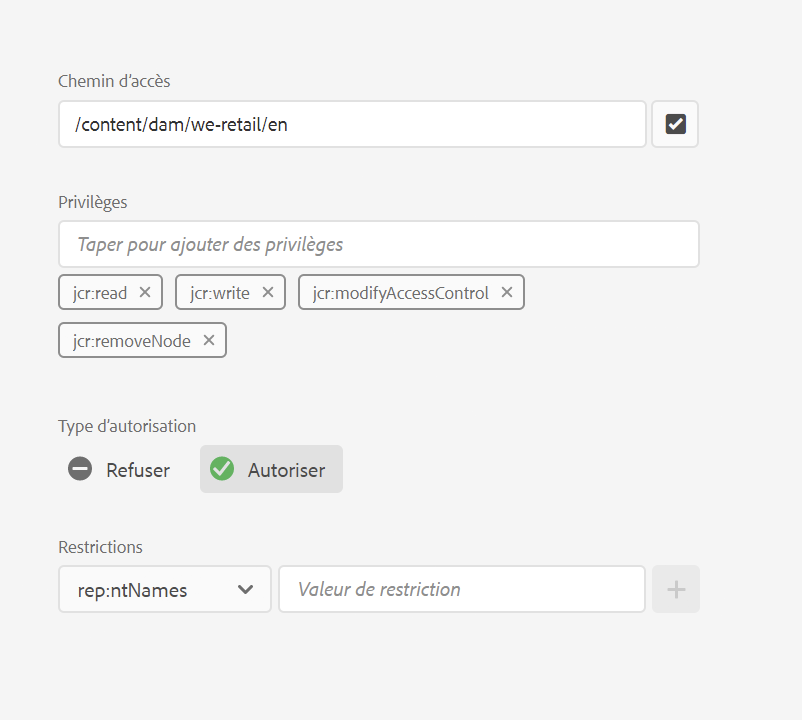 Chemin d’accès
/content/dam/we-retail/en
Privilèges
Taper pour ajouter des privilèges
jcr:read jcr:write jcr:modifyAccessControl
jcr:removeNode
Type d’autorisation
Refuser Autoriser
Restrictions
rep:ntNames Valeur de restriction